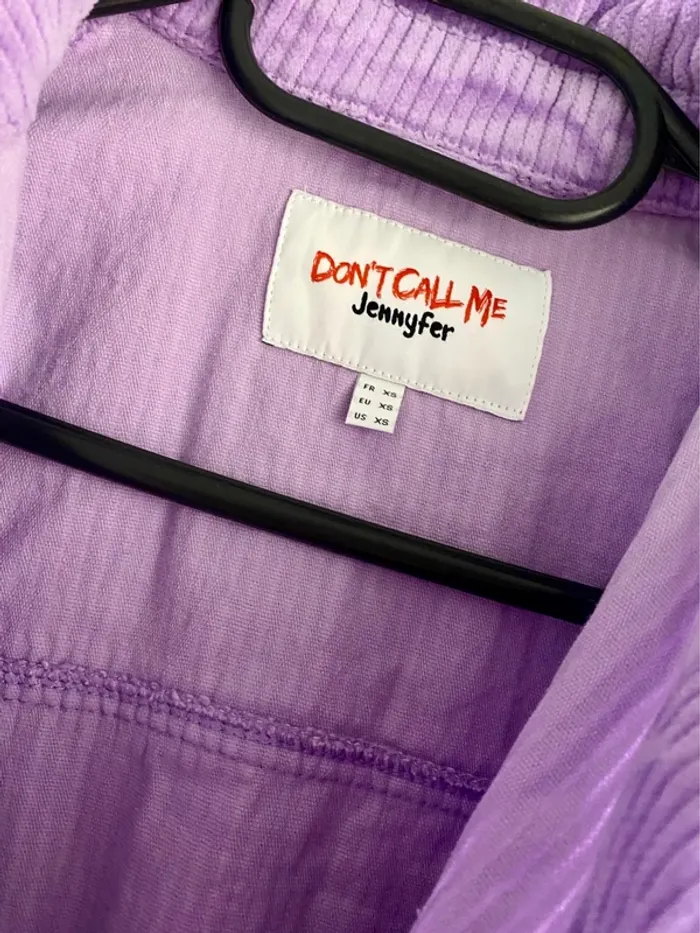 DON'T CALL ME
Jennyfer
FR XS
EU XS
US XS